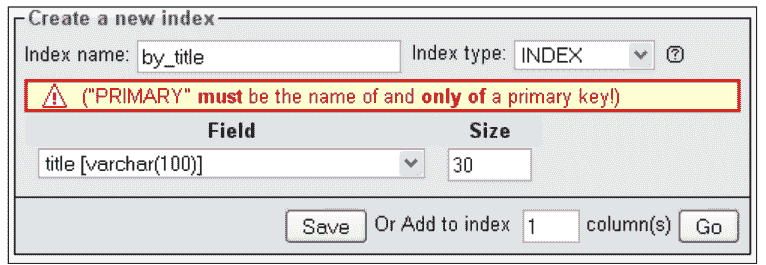 Create a new index
Index name: by_title Index type: INDEX
("PRIMARY" must be the name of and only of a primary key!)
Field Size
title [varchar(100)] 30
Save Or Add to index 1 column(s) Go